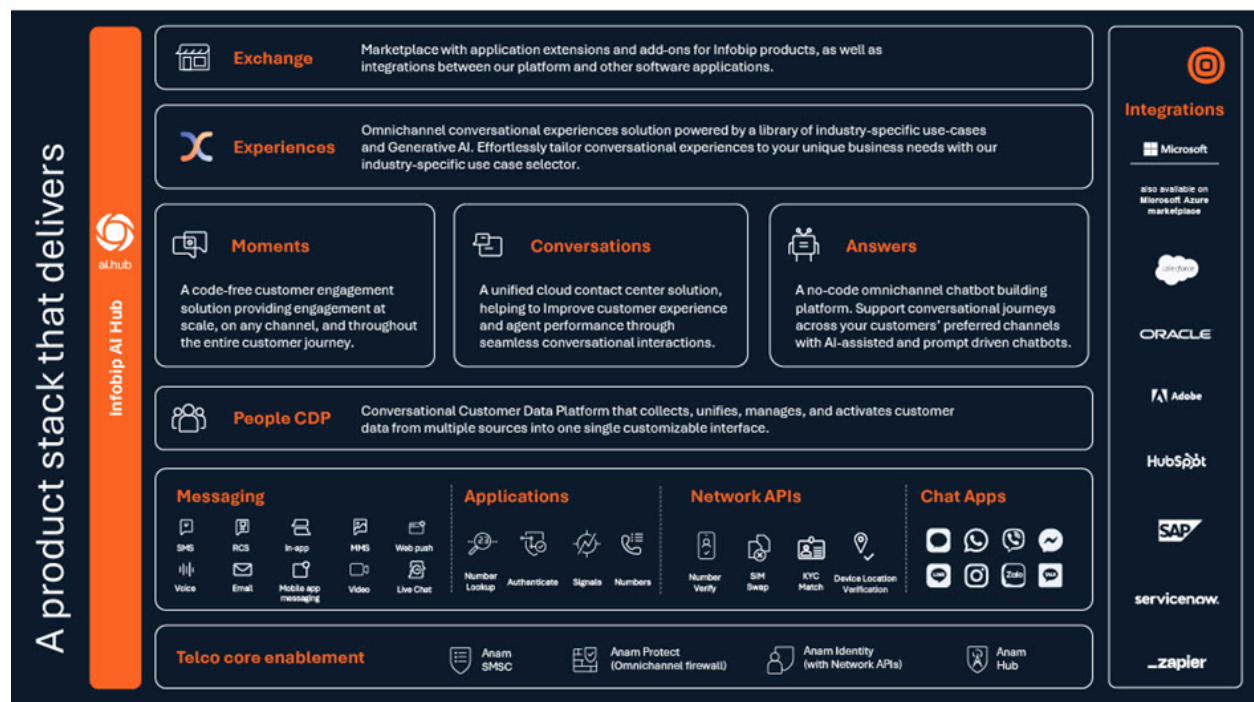 A product stack that delivers
ai.hub
Infobip AI Hub
Exchange
Marketplace with application extensions and add-ons for Infobip products, as well as
integrations between our platform and other software applications.
Experiences
Omnichannel conversational experiences solution powered by a library of industry-specific use-cases
and Generative AI. Effortlessly tailor conversational experiences to your unique business needs with our
industry-specific use case selector.
Moments
A code-free customer engagement
solution providing engagement at
scale, on any channel, and throughout
the entire customer journey.
Conversations
A unified cloud contact center solution,
helping to Improve customer experience
and agent performance through
seamless conversational interactions.
Answers
A no-code omnichannel chatbot building
platform. Support conversational journeys
across your customers' preferred channels
with AI-assisted and prompt driven chatbots.
People CDP
Conversational Customer Data Platform that collects, unifies, manages, and activates customer
data from multiple sources into one single customizable interface.
Messaging
SMS
RCS
In-app
MMS
Web push
Voice
Email
Mobile app
messaging
Video
Live Chat
Applications
23
Number
Lookup
Authenticate
Signals
Numbers
Network APIs
Number
Verify
SIM
Swap
KYC
Match
Device Location
Verification
Chat Apps
LINE
Zalo
TALK
Telco core enablement
Anam
SMSC
Anam Protect
(Omnichannel firewall)
Anam Identity
(with Network APIs)
Anam
Hub
Integrations
Microsoft
also available on
Microsoft Azure
marketplace
salesforce
ORACLE
Adobe
HubSpot
SAP
servicenow.
_zapier